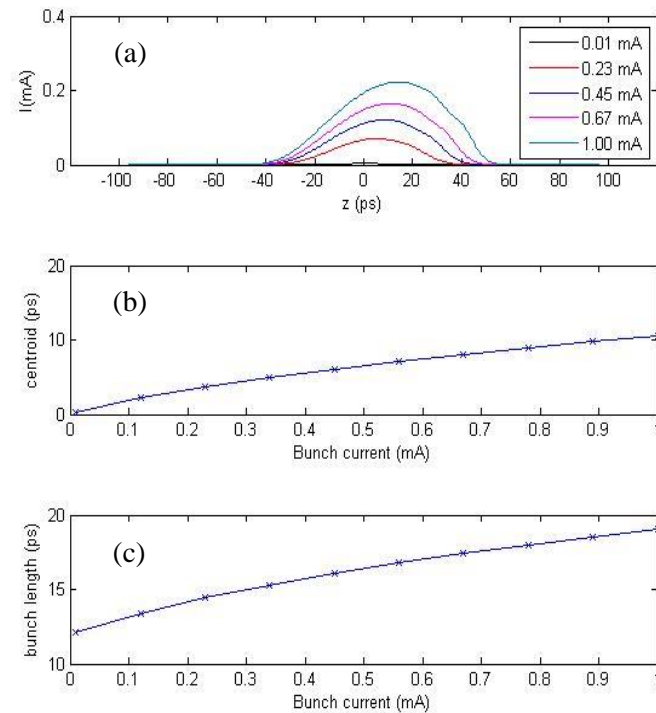 (a)
I(mA)
0.4
0.2
0
0.01 mA
0.23 mA
0.45 mA
0.67 mA
1.00 mA
-100 -80 -60 -40 -20 0 20 40 60 80 100 120
z (ps)
(b)
centroid (ps)
20
10
0
0 0.1 0.2 0.3 0.4 0.5 0.6 0.7 0.8 0.9 1
Bunch current (mA)
(c)
bunch length (ps)
20
15
10
0 0.1 0.2 0.3 0.4 0.5 0.6 0.7 0.8 0.9 1
Bunch current (mA)